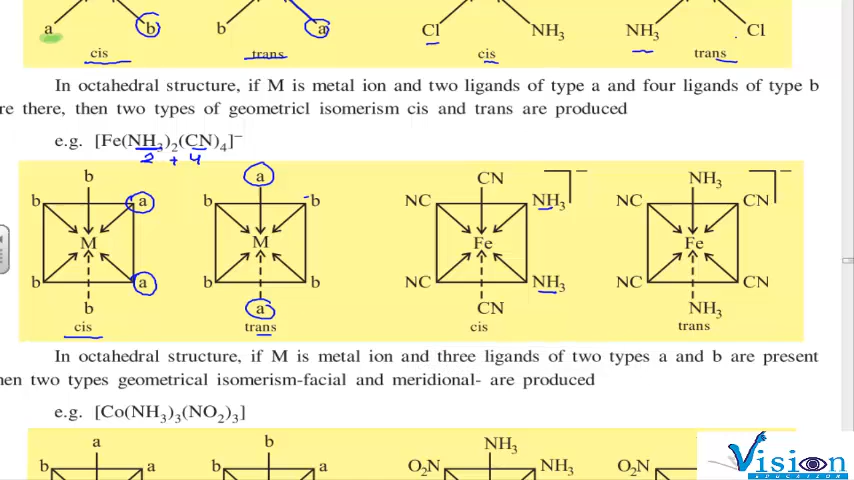 a b b a Cl NH3 NH3 Cl
cis trans cis trans
In octahedral structure, if M is metal ion and two ligands of type a and four ligands of type b
re there, then two types of geometricl isomerism cis and trans are produced
e.g. [Fe(NH3)2(CN)4]−
2 + 4
b a CN NH3
b a b b NC NH3 − NC CN −
M M Fe Fe
b a b b NC NH3 NC CN
b a CN NH3
cis trans cis trans
In octahedral structure, if M is metal ion and three ligands of two types a and b are present
hen two types geometrical isomerism-facial and meridional- are produced
e.g. [Co(NH3)3(NO2)3]
a b NH3
b a b a O2N NH3 O2N
Vision
EDUCATION